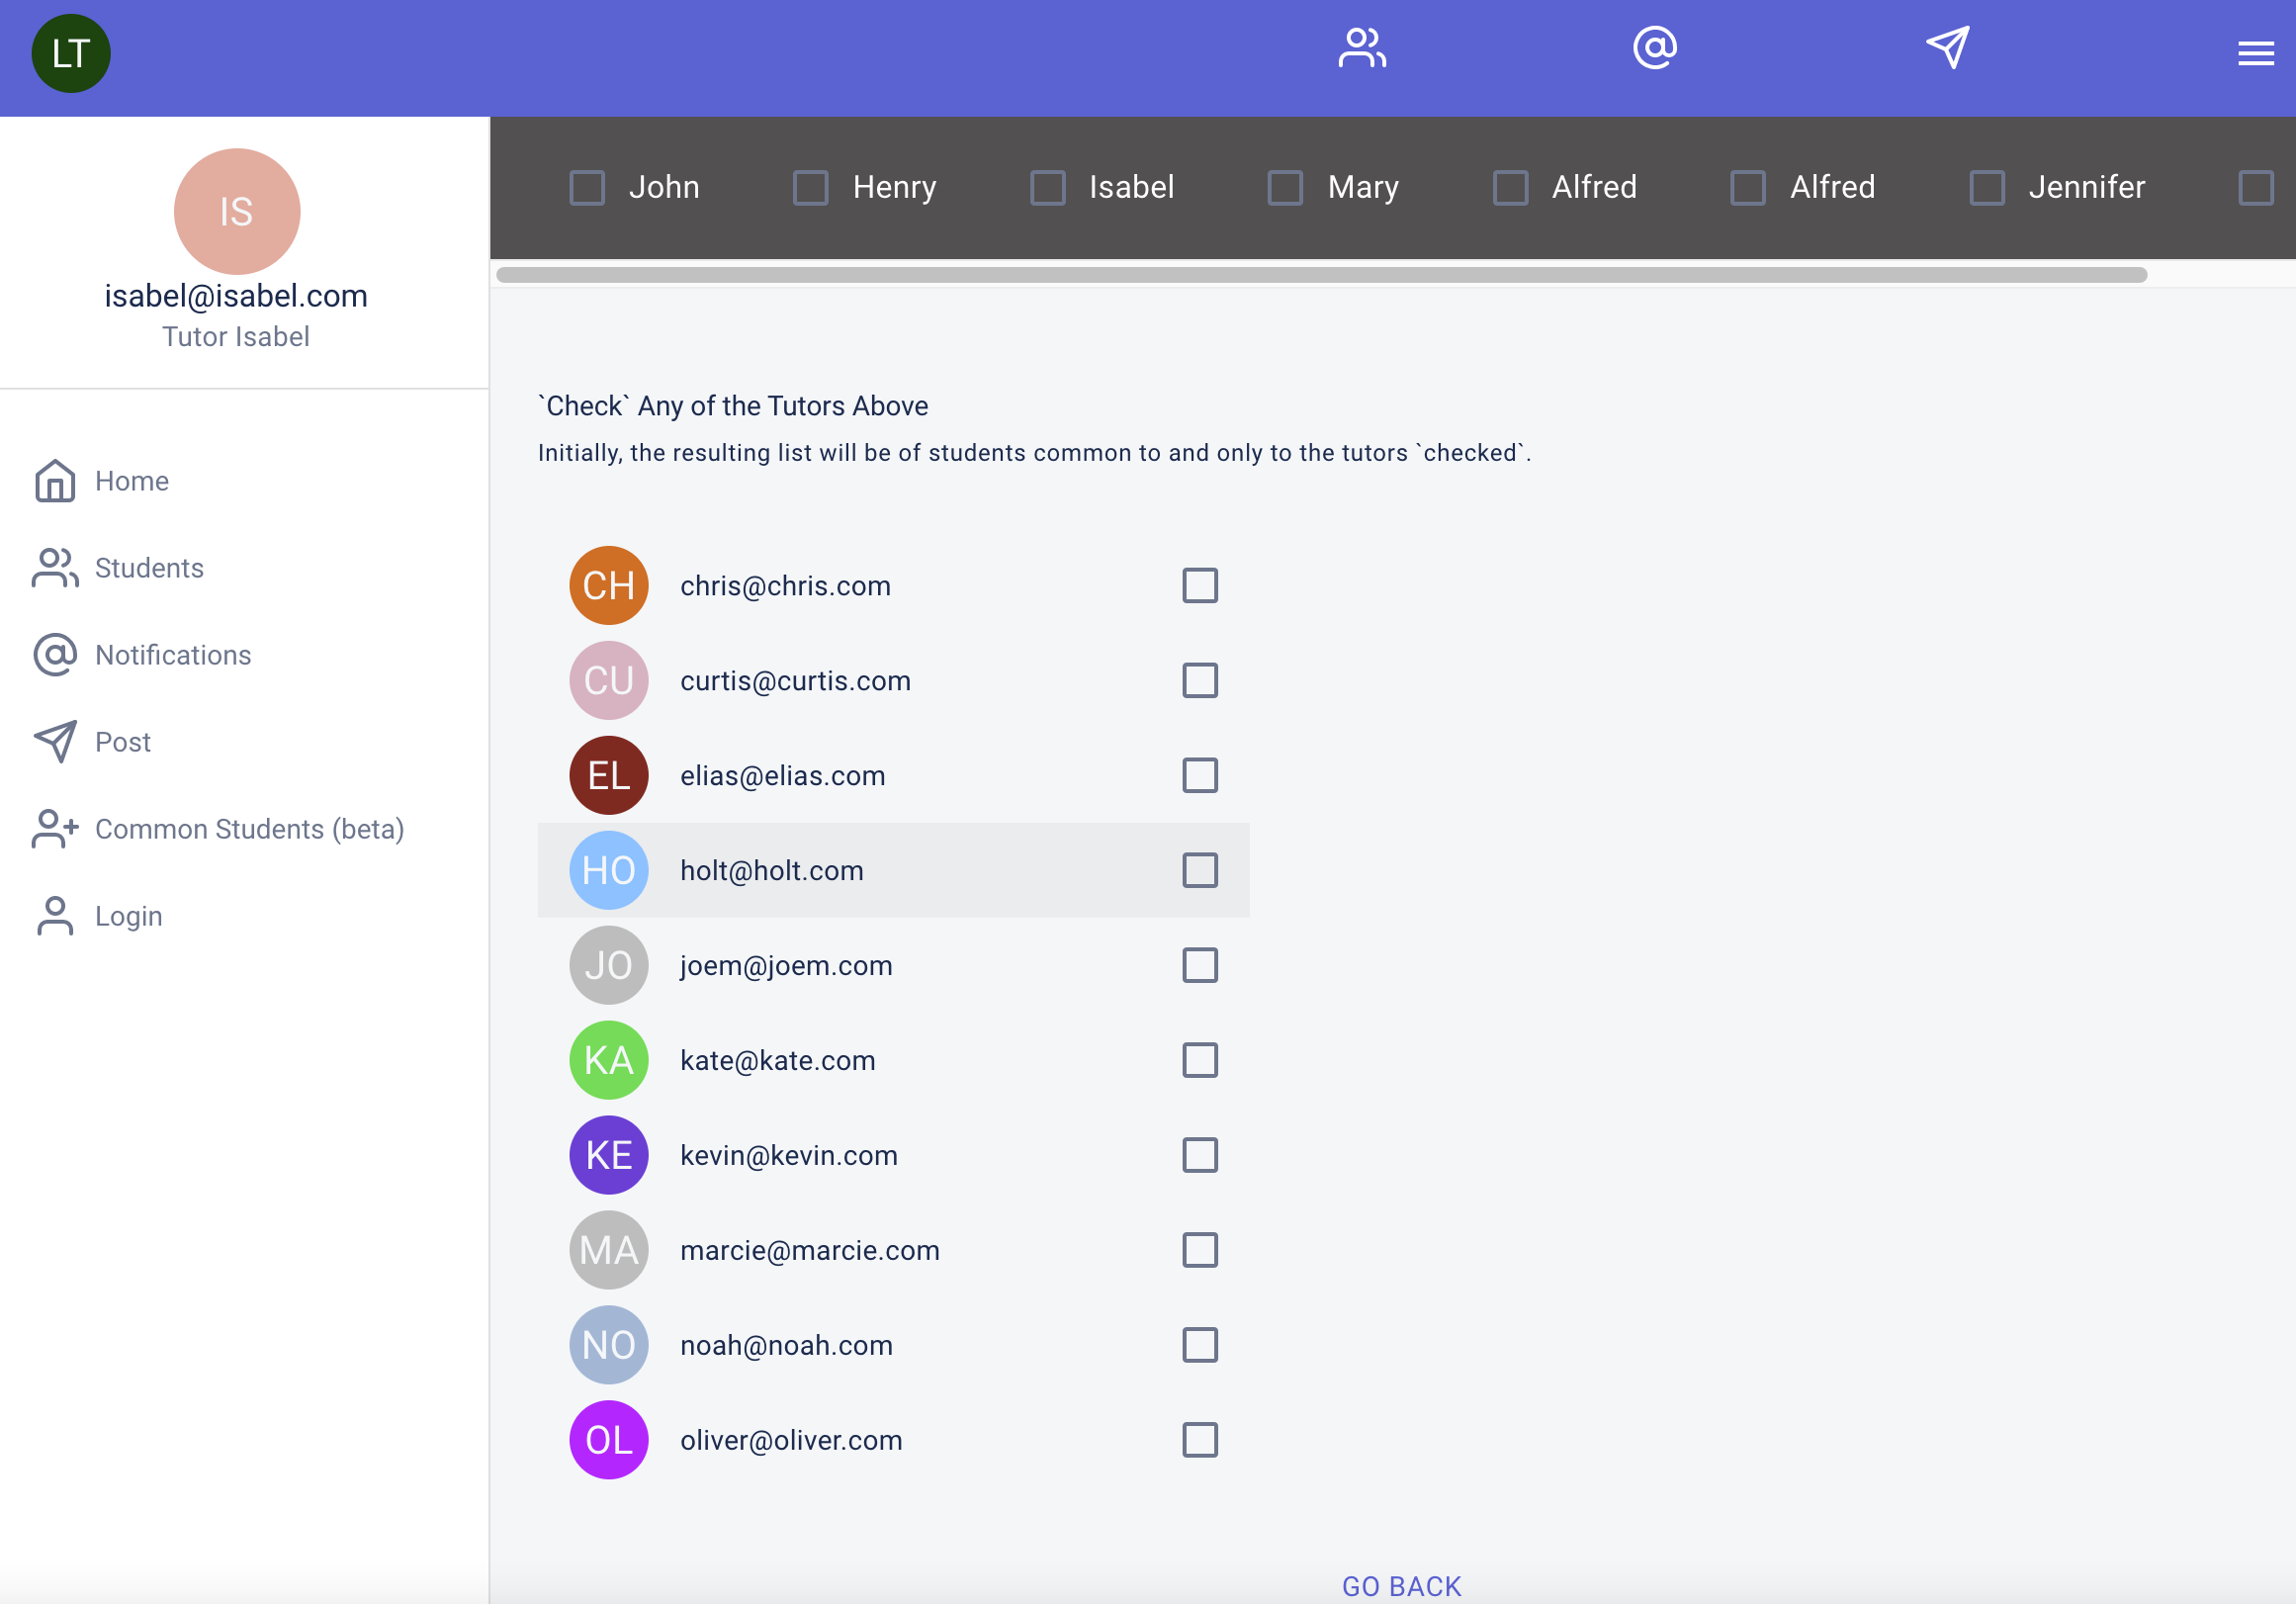 LT
IS
isabel@isabel.com
Tutor Isabel
Home
Students
Notifications
Post
Common Students (beta)
Login
John Henry Isabel Mary Alfred Alfred Jennifer
`Check` Any of the Tutors Above
Initially, the resulting list will be of students common to and only to the tutors `checked`.
CH chris@chris.com
CU curtis@curtis.com
EL elias@elias.com
HO holt@holt.com
JO joem@joem.com
KA kate@kate.com
KE kevin@kevin.com
MA marcie@marcie.com
NO noah@noah.com
OL oliver@oliver.com
GO BACK